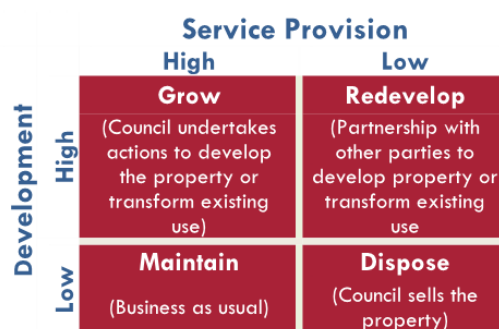 Service Provision
High
Low
Development
High
Grow
(Council undertakes
actions to develop
the property or
transform existing
use)
Redevelop
(Partnership with
other parties to
develop property or
transform existing
use
Low
Maintain
(Business as usual)
Dispose
(Council sells the
property)